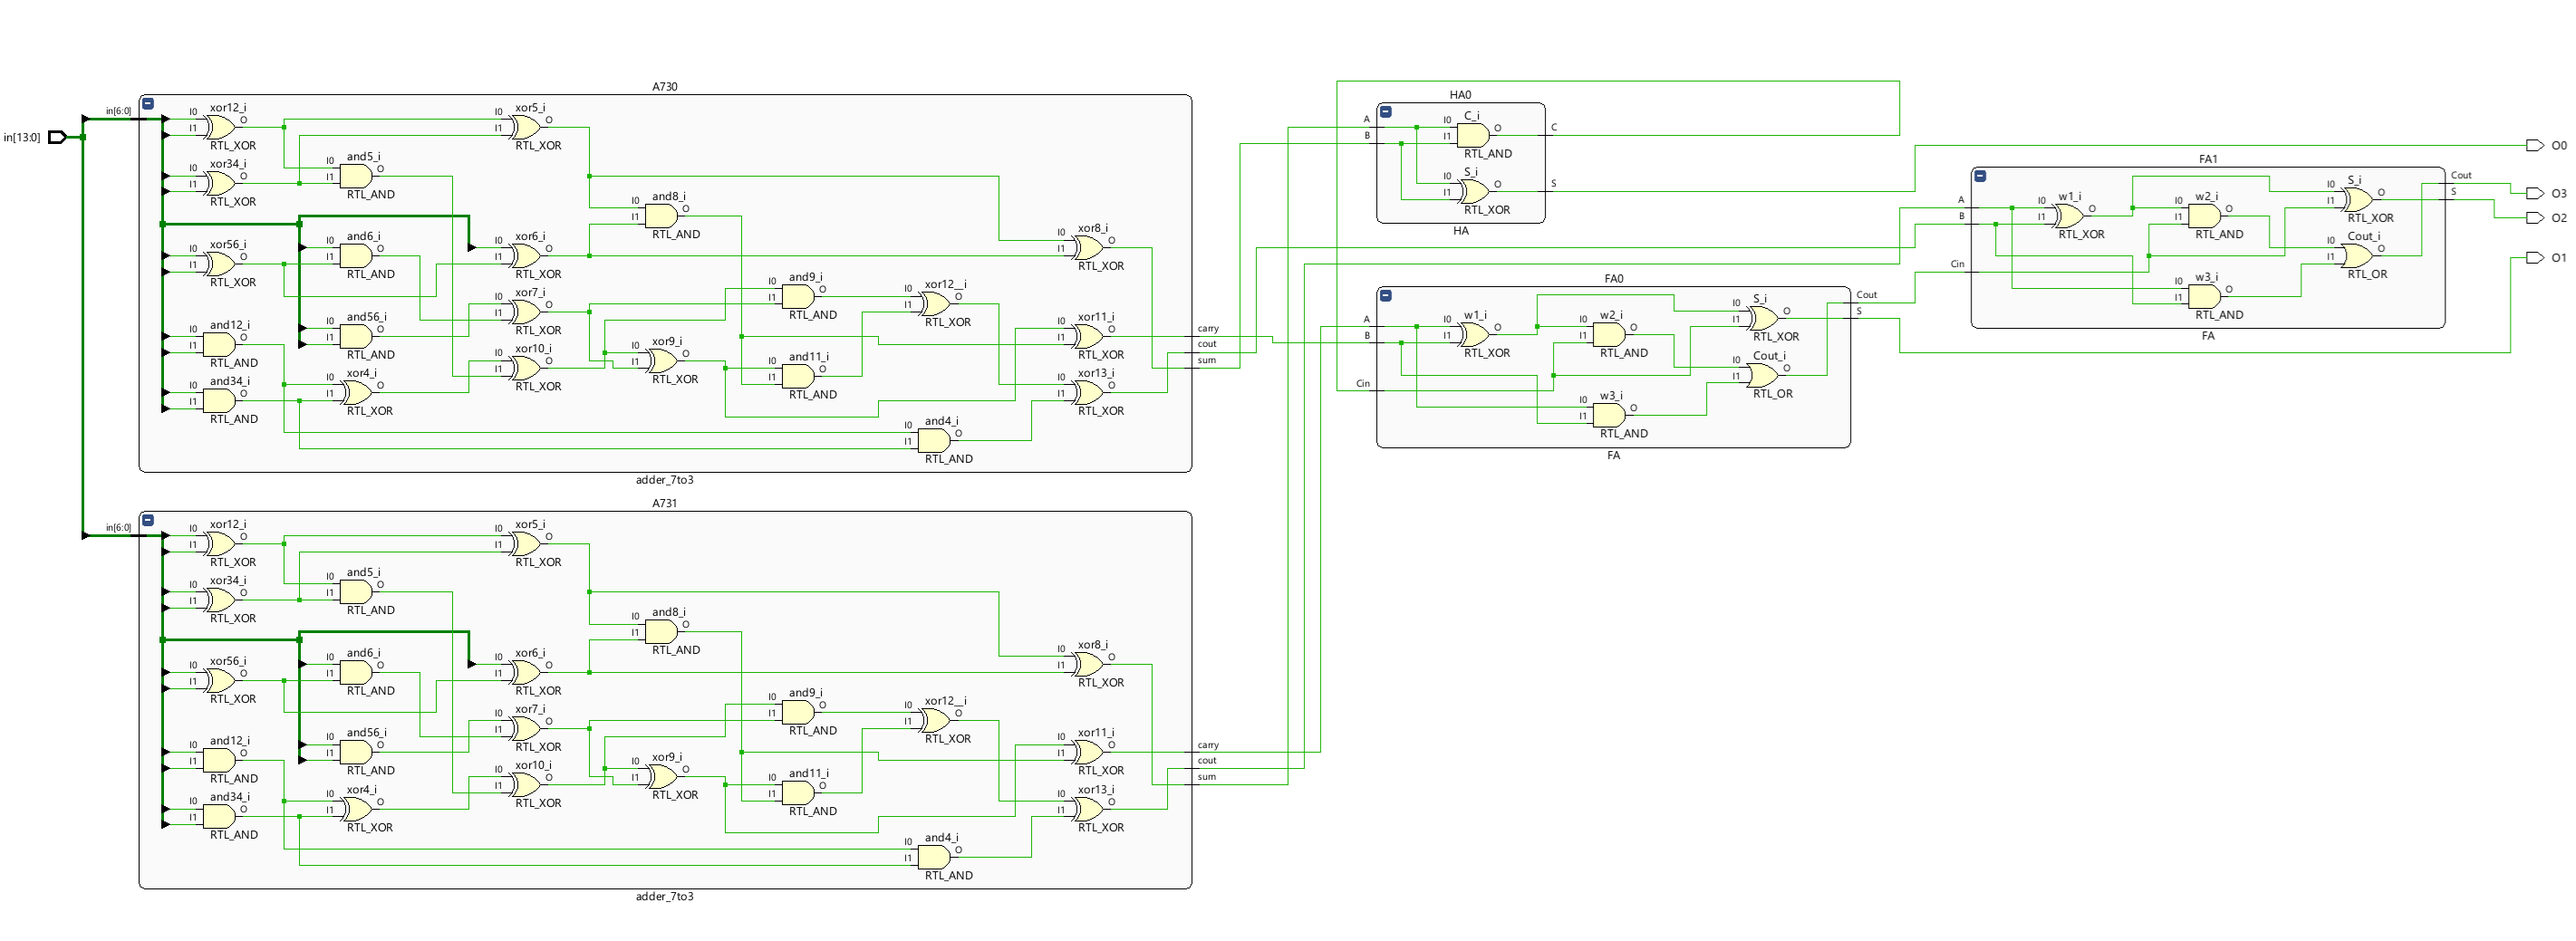 in[13:0]
A730
in[6:0]
I0
I1
xor12_i
O
RTL_XOR
I0
I1
xor34_i
O
RTL_XOR
I0
I1
xor56_i
O
RTL_XOR
I0
I1
and12_i
O
RTL_AND
I0
I1
and34_i
O
RTL_AND
I0
I1
and5_i
O
RTL_AND
I0
I1
and6_i
O
RTL_AND
I0
I1
and56_i
O
RTL_AND
I0
I1
xor4_i
O
RTL_XOR
I0
I1
xor5_i
O
RTL_XOR
I0
I1
xor6_i
O
RTL_XOR
I0
I1
xor7_i
O
RTL_XOR
I0
I1
xor10_i
O
RTL_XOR
I0
I1
and8_i
O
RTL_AND
I0
I1
xor9_i
O
RTL_XOR
I0
I1
and9_i
O
RTL_AND
I0
I1
and11_i
O
RTL_AND
I0
I1
xor12__i
O
RTL_XOR
I0
I1
and4_i
O
RTL_AND
I0
I1
xor8_i
O
RTL_XOR
I0
I1
xor11_i
O
RTL_XOR
I0
I1
xor13_i
O
RTL_XOR
carry
cout
sum
adder_7to3
A731
in[6:0]
I0
I1
xor12_i
O
RTL_XOR
I0
I1
xor34_i
O
RTL_XOR
I0
I1
xor56_i
O
RTL_XOR
I0
I1
and12_i
O
RTL_AND
I0
I1
and34_i
O
RTL_AND
I0
I1
and5_i
O
RTL_AND
I0
I1
and6_i
O
RTL_AND
I0
I1
and56_i
O
RTL_AND
I0
I1
xor4_i
O
RTL_XOR
I0
I1
xor5_i
O
RTL_XOR
I0
I1
xor6_i
O
RTL_XOR
I0
I1
xor7_i
O
RTL_XOR
I0
I1
xor10_i
O
RTL_XOR
I0
I1
and8_i
O
RTL_AND
I0
I1
xor9_i
O
RTL_XOR
I0
I1
and9_i
O
RTL_AND
I0
I1
and11_i
O
RTL_AND
I0
I1
xor12__i
O
RTL_XOR
I0
I1
and4_i
O
RTL_AND
I0
I1
xor8_i
O
RTL_XOR
I0
I1
xor11_i
O
RTL_XOR
I0
I1
xor13_i
O
RTL_XOR
carry
cout
sum
adder_7to3
HA0
A
B
I0
I1
C_i
O
RTL_AND
I0
I1
S_i
O
RTL_XOR
C
S
HA
FA0
A
B
Cin
I0
I1
w1_i
O
RTL_XOR
I0
I1
w2_i
O
RTL_AND
I0
I1
w3_i
O
RTL_AND
I0
I1
S_i
O
RTL_XOR
I0
I1
Cout_i
O
RTL_OR
Cout
S
FA
FA1
A
B
Cin
I0
I1
w1_i
O
RTL_XOR
I0
I1
w2_i
O
RTL_AND
I0
I1
w3_i
O
RTL_AND
I0
I1
S_i
O
RTL_XOR
I0
I1
Cout_i
O
RTL_OR
Cout
S
FA
O0
O3
O2
O1